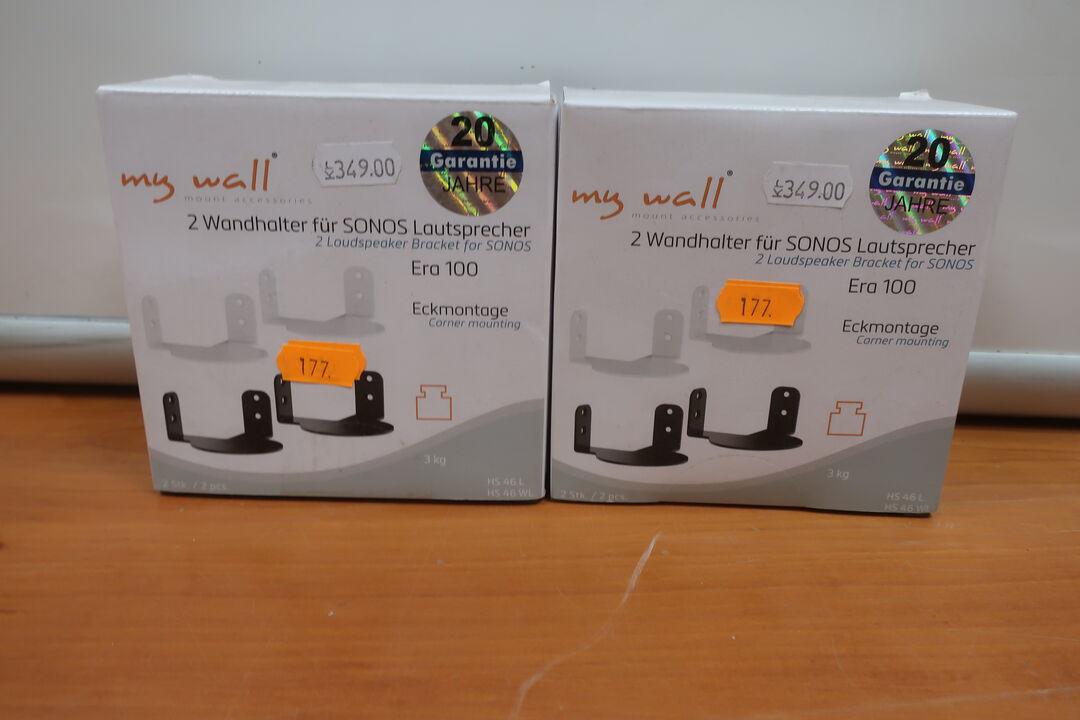 20
Garantie
JAHRE
K 349.00
my wall®
mount accessories
2 Wandhalter für SONOS Lautsprecher
2 Loudspeaker Bracket for SONOS
Era 100
Eckmontage
Corner mounting
177.
3 kg
2 Stk. / 2 pcs.
HS 46 L
HS 46 WL
20
Garantie
JAHRE
K 349.00
my wall®
mount accessories
2 Wandhalter für SONOS Lautsprecher
2 Loudspeaker Bracket for SONOS
Era 100
177.
Eckmontage
Corner mounting
3 kg
2 Stk. / 2 pcs.
HS 46 L
HS 46 WL